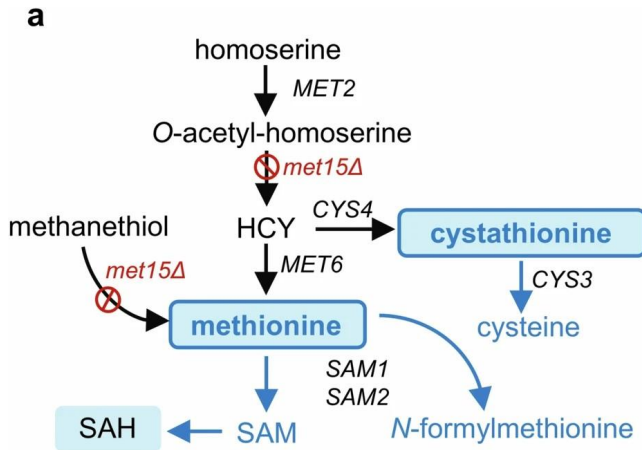 a
homoserine
MET2
O-acetyl-homoserine
met15Δ
methanethiol
HCY
CYS4
cystathionine
met15Δ
MET6
CYS3
methionine
cysteine
SAM1
SAM2
SAH
SAM
N-formylmethionine